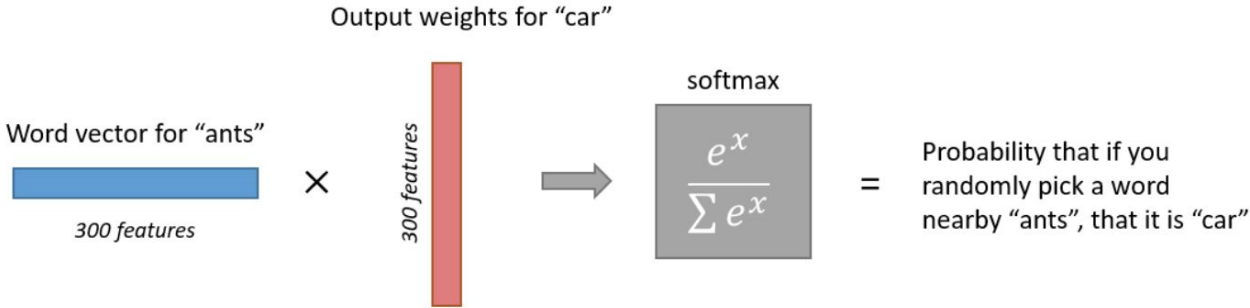 Output weights for “car”
softmax
Word vector for “ants”
300 features
×
300 features
e^x
∑ e^x
=
Probability that if you
randomly pick a word
nearby “ants”, that it is “car”